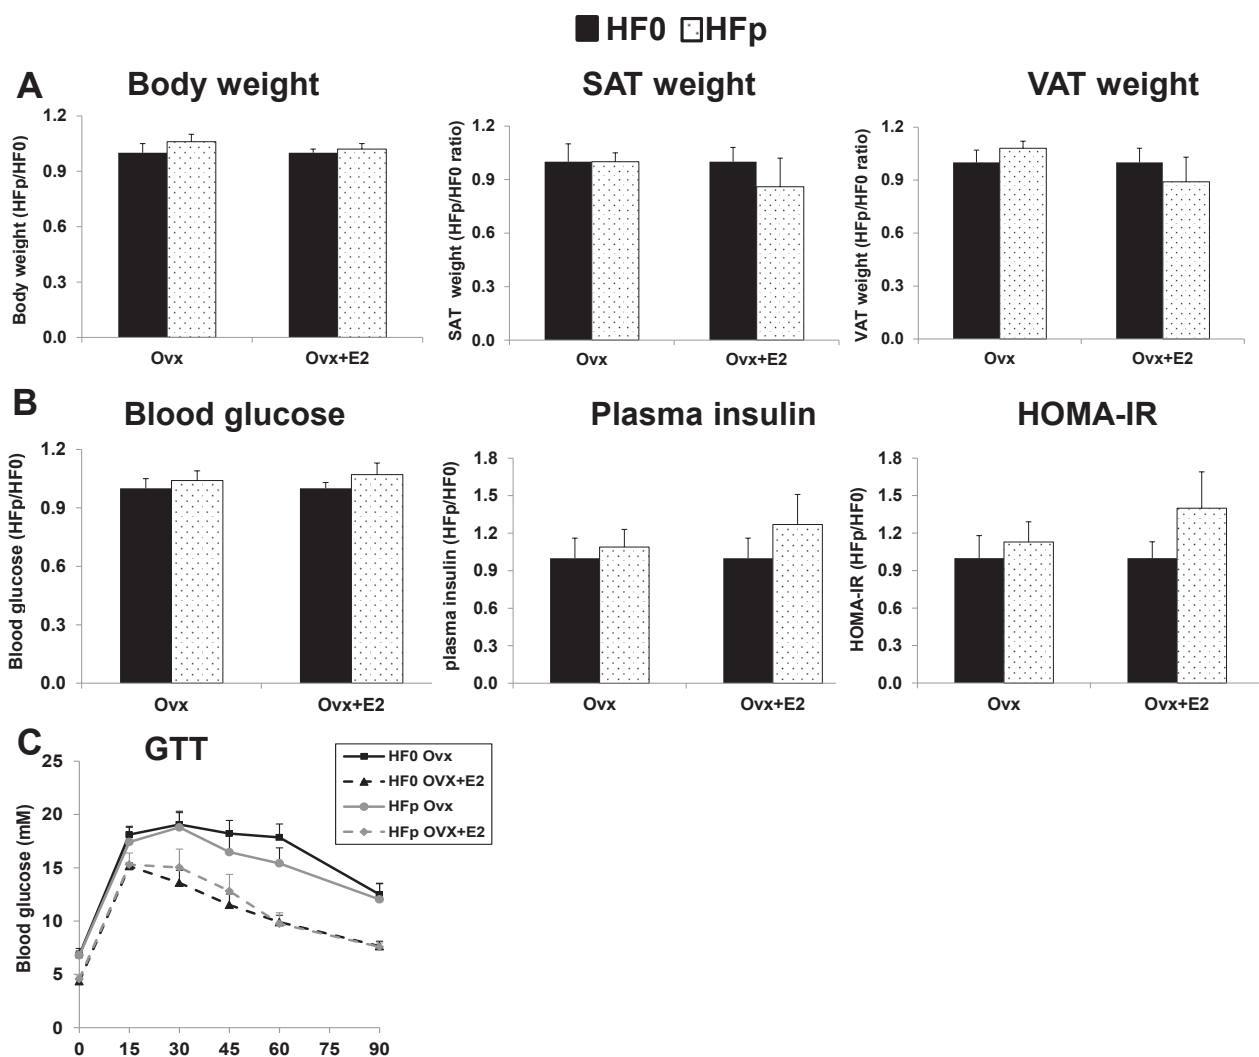 HF0 HFp
A Body weight SAT weight VAT weight
Body weight (HFp/HF0)
1.2
0.9
0.6
0.3
0.0
Ovx Ovx+E2
SAT weight (HFp/HF0 ratio)
1.2
0.9
0.6
0.3
0.0
Ovx Ovx+E2
VAT weight (HFp/HF0 ratio)
1.2
0.9
0.6
0.3
0.0
Ovx Ovx+E2
B Blood glucose Plasma insulin HOMA-IR
Blood glucose (HFp/HF0)
1.2
0.9
0.6
0.3
0.0
Ovx Ovx+E2
plasma insulin (HFp/HF0)
1.8
1.5
1.2
0.9
0.6
0.3
0.0
Ovx Ovx+E2
HOMA-IR (HFp/HF0)
1.8
1.5
1.2
0.9
0.6
0.3
0.0
Ovx Ovx+E2
C GTT
Blood glucose (mM)
25
20
15
10
5
0
0 15 30 45 60 75 90
HF0 Ovx
HF0 OVX+E2
HFp Ovx
HFp OVX+E2